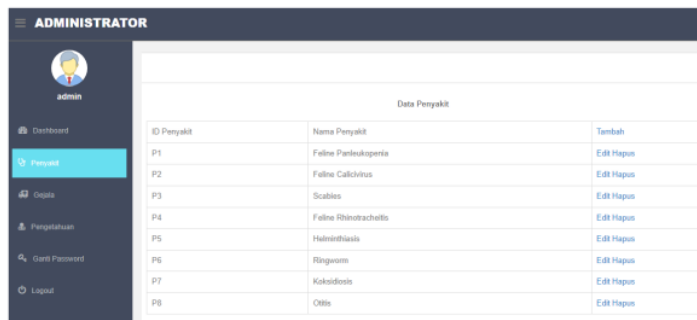 ADMINISTRATOR
admin
Dashboard
Penyakit
Gejala
Pengetahuan
Ganti Password
Logout
Data Penyakit
ID Penyakit Nama Penyakit Tambah
P1 Feline Panleukopenia Edit Hapus
P2 Feline Calicivirus Edit Hapus
P3 Scabies Edit Hapus
P4 Feline Rhinotracheitis Edit Hapus
P5 Helminthiasis Edit Hapus
P6 Ringworm Edit Hapus
P7 Koksidiosis Edit Hapus
P8 Otitis Edit Hapus